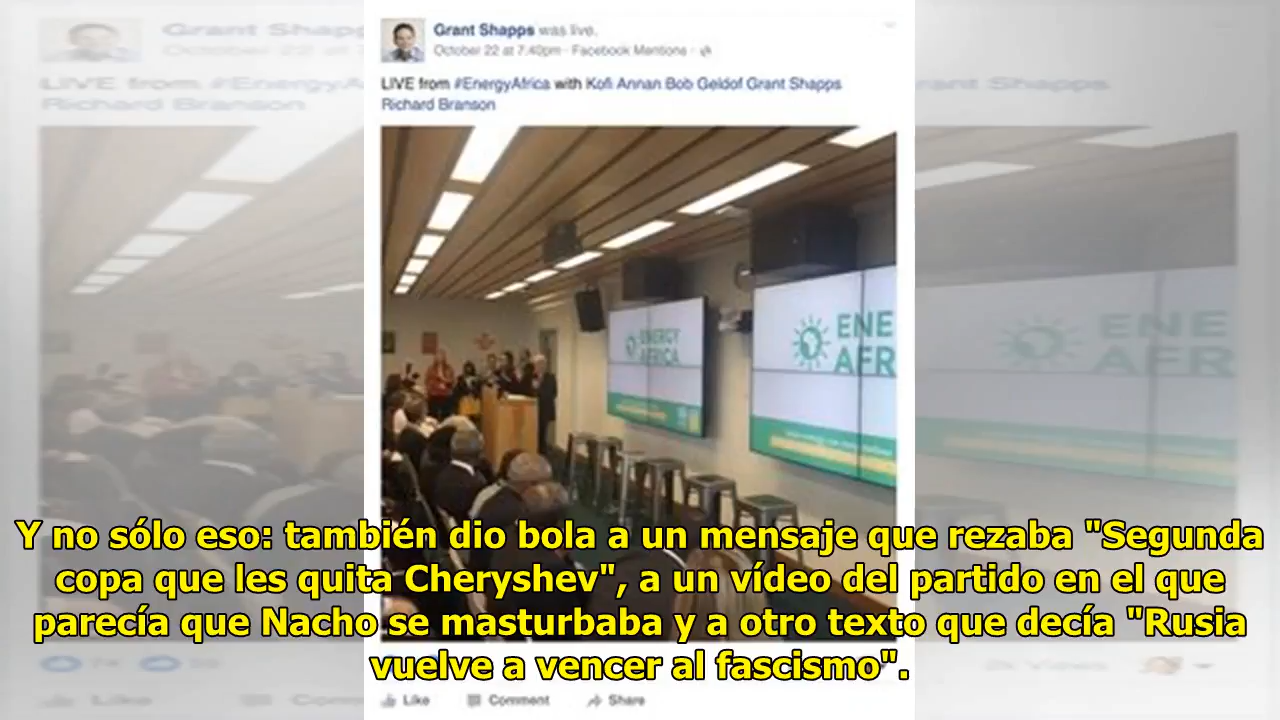 Grant Shapps was live.
October 22 at 7:40pm · Facebook Mentions ·
LIVE from #EnergyAfrica with Kofi Annan Bob Geldof Grant Shapps
Richard Branson
ENERGY
AFRICA
ENE
AFR
Y no sólo eso: también dio bola a un mensaje que rezaba "Segunda
copa que les quita Cheryshev", a un vídeo del partido en el que
parecía que Nacho se masturbaba y a otro texto que decía "Rusia
vuelve a vencer al fascismo".
Like Comment Share